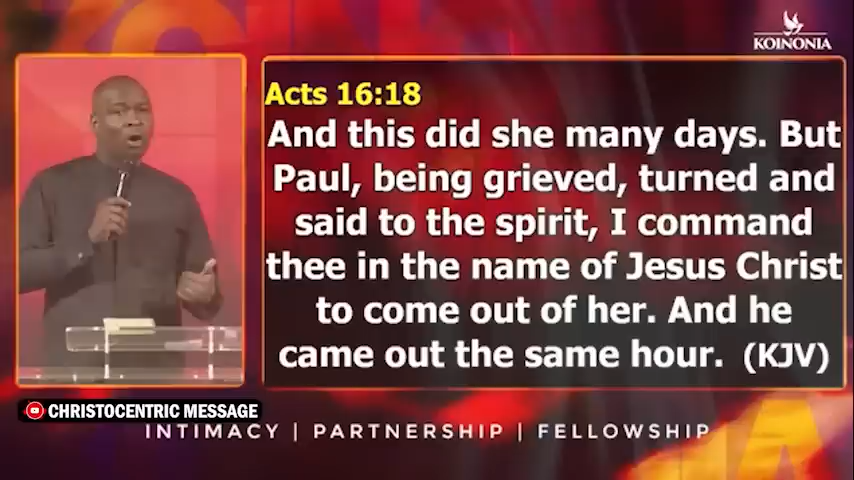 KOINONIA
Acts 16:18
And this did she many days. But
Paul, being grieved, turned and
said to the spirit, I command
thee in the name of Jesus Christ
to come out of her. And he
came out the same hour. (KJV)
CHRISTOCENTRIC MESSAGE
INTIMACY | PARTNERSHIP | FELLOWSHIP